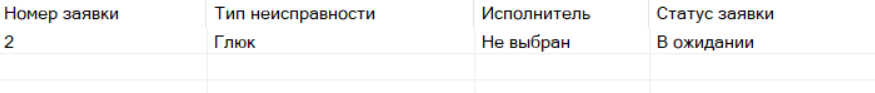 Номер заявки Тип неисправности Исполнитель Статус заявки
2 Глюк Не выбран В ожидании